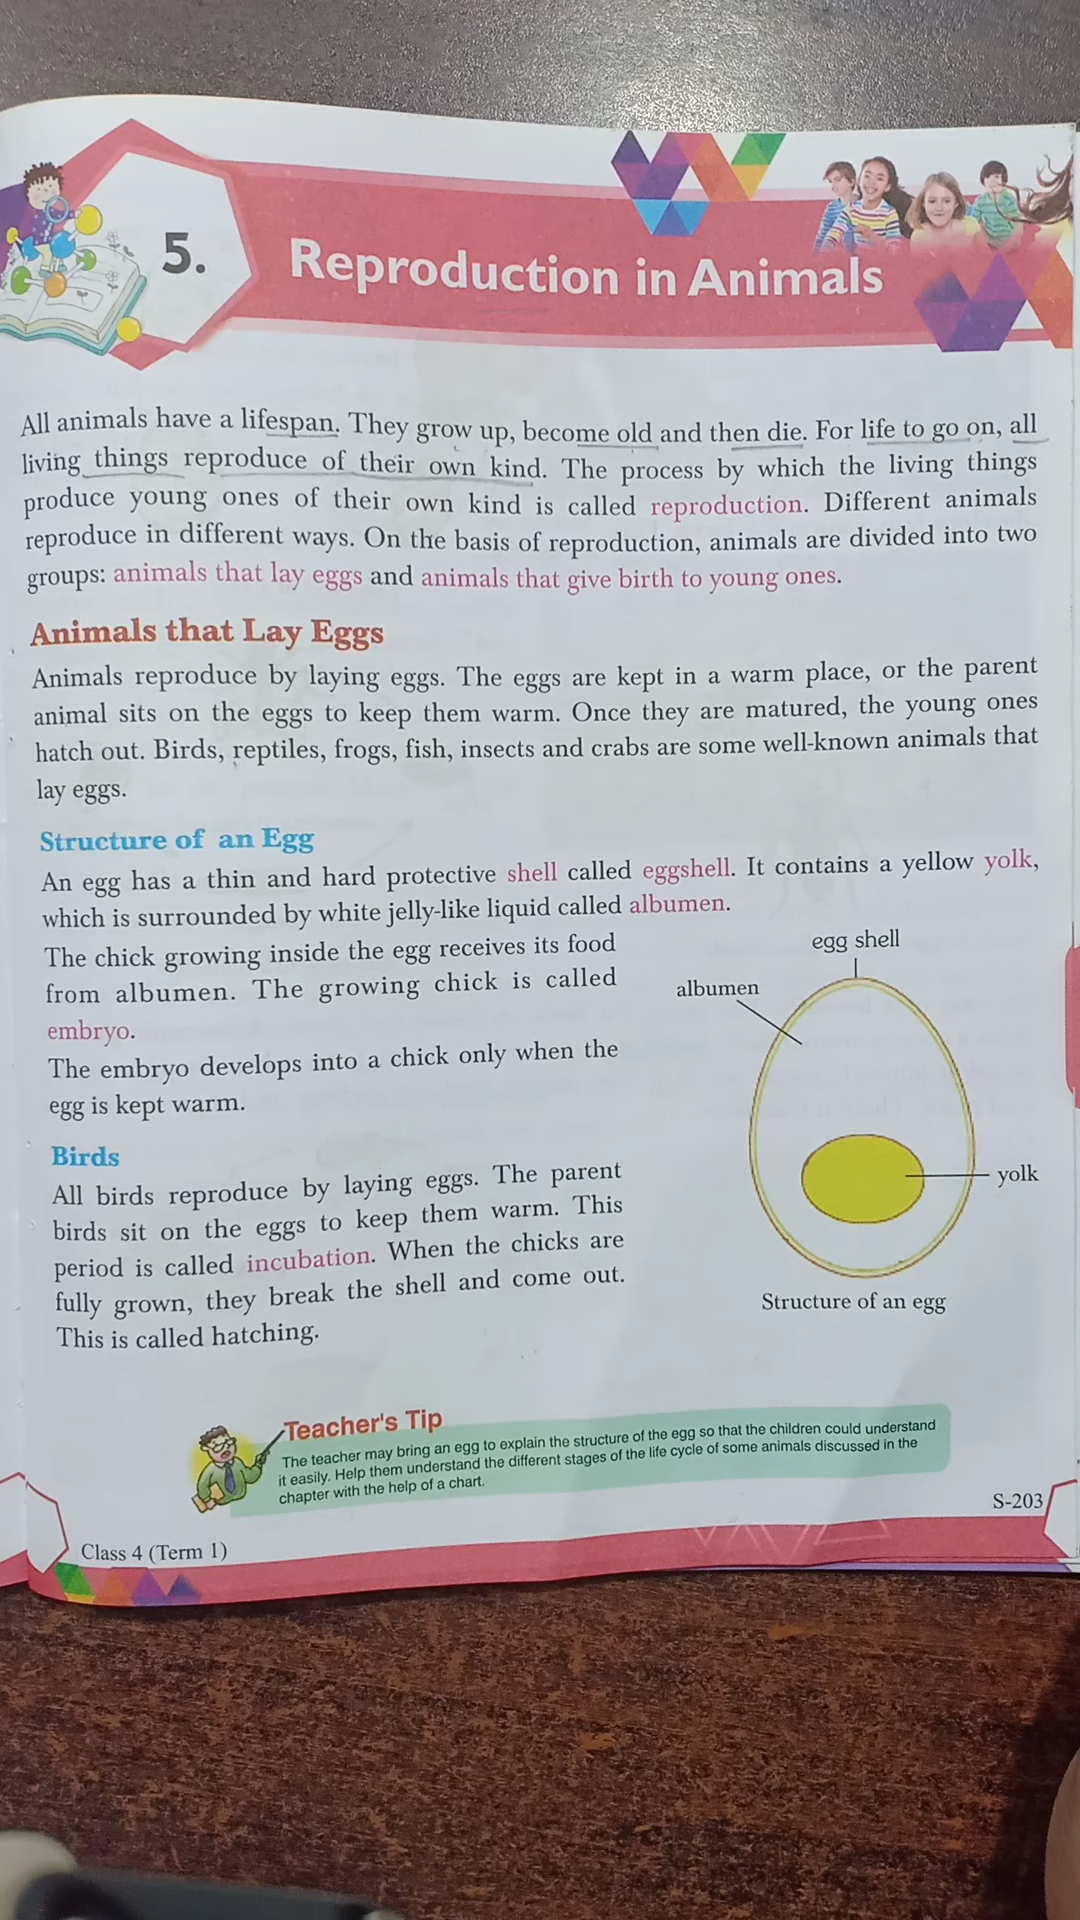 5.
Reproduction in Animals
All animals have a lifespan. They grow up, become old and then die. For life to go on, all
living things reproduce of their own kind. The process by which the living things
produce young ones of their own kind is called reproduction. Different animals
reproduce in different ways. On the basis of reproduction, animals are divided into two
groups: animals that lay eggs and animals that give birth to young ones.
Animals that Lay Eggs
Animals reproduce by laying eggs. The eggs are kept in a warm place, or the parent
animal sits on the eggs to keep them warm. Once they are matured, the young ones
hatch out. Birds, reptiles, frogs, fish, insects and crabs are some well-known animals that
lay eggs.
Structure of an Egg
An egg has a thin and hard protective shell called eggshell. It contains a yellow yolk,
which is surrounded by white jelly-like liquid called albumen.
The chick growing inside the egg receives its food
from albumen. The growing chick is called
embryo.
The embryo develops into a chick only when the
egg is kept warm.
Birds
All birds reproduce by laying eggs. The parent
birds sit on the eggs to keep them warm. This
period is called incubation. When the chicks are
fully grown, they break the shell and come out.
This is called hatching.
egg shell
albumen
yolk
Structure of an egg
Teacher's Tip
The teacher may bring an egg to explain the structure of the egg so that the children could understand
it easily. Help them understand the different stages of the life cycle of some animals discussed in the
chapter with the help of a chart.
S-203
Class 4 (Term 1)